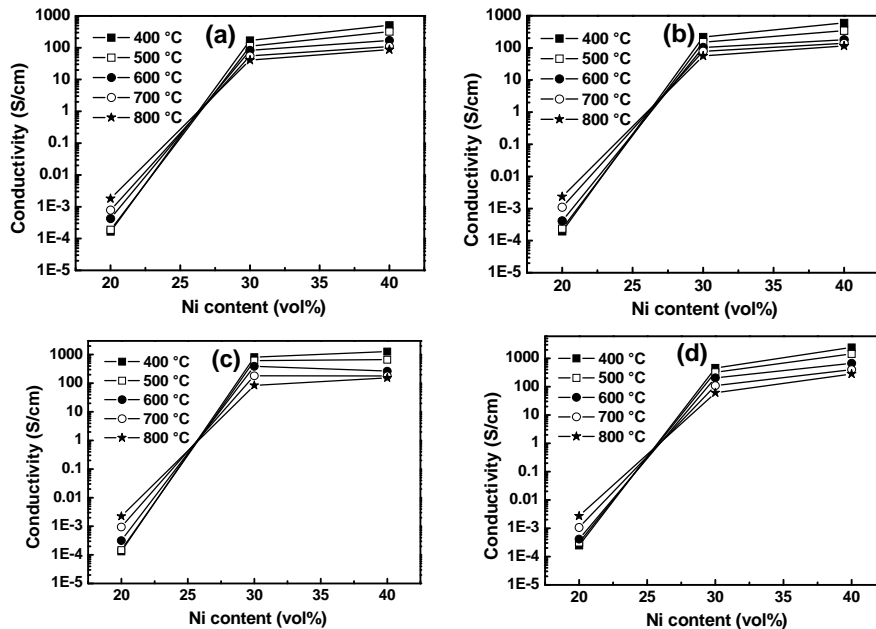 (a)
1000
100
10
1
0.1
0.01
1E-3
1E-4
1E-5
400 °C
500 °C
600 °C
700 °C
800 °C
20 25 30 35 40
Conductivity (S/cm)
Ni content (vol%)
(b)
1000
100
10
1
0.1
0.01
1E-3
1E-4
1E-5
400 °C
500 °C
600 °C
700 °C
800 °C
20 25 30 35 40
Conductivity (S/cm)
Ni content (vol%)
(c)
1000
100
10
1
0.1
0.01
1E-3
1E-4
1E-5
400 °C
500 °C
600 °C
700 °C
800 °C
20 25 30 35 40
Conductivity (S/cm)
Ni content (vol%)
(d)
1000
100
10
1
0.1
0.01
1E-3
1E-4
1E-5
400 °C
500 °C
600 °C
700 °C
800 °C
20 25 30 35 40
Conductivity (S/cm)
Ni content (vol%)